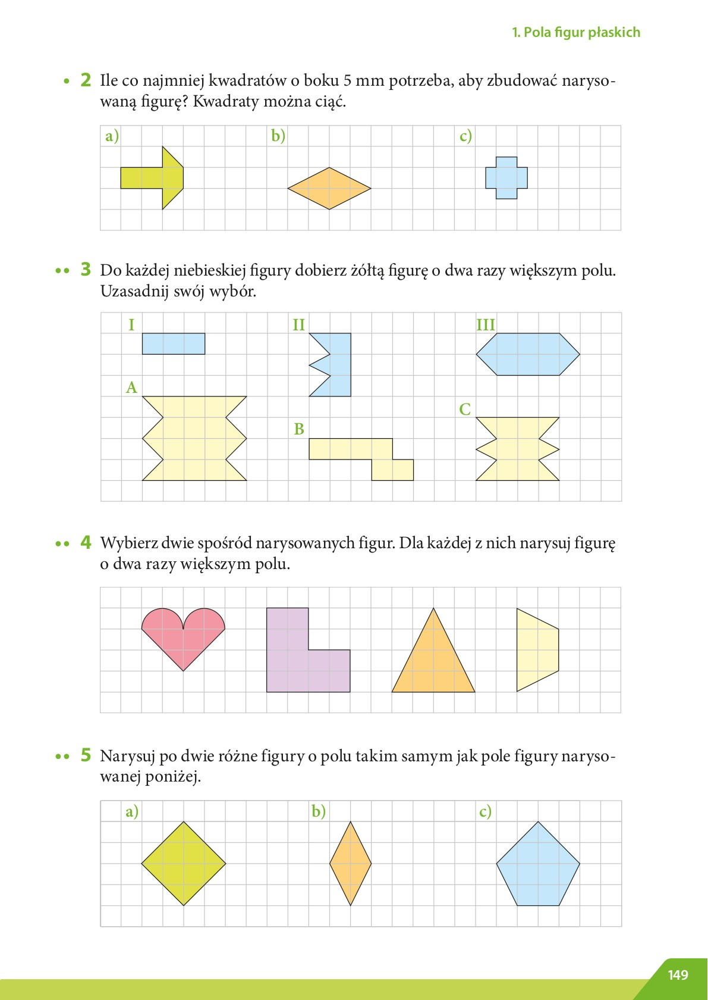 1. Pola figur płaskich
• 2 Ile co najmniej kwadratów o boku 5 mm potrzeba, aby zbudować naryso-
waną figurę? Kwadraty można ciąć.
a) b) c)
•• 3 Do każdej niebieskiej figury dobierz żółtą figurę o dwa razy większym polu.
Uzasadnij swój wybór.
I II III
A
C
B
•• 4 Wybierz dwie spośród narysowanych figur. Dla każdej z nich narysuj figurę
o dwa razy większym polu.
•• 5 Narysuj po dwie różne figury o polu takim samym jak pole figury naryso-
wanej poniżej.
a) b) c)
149